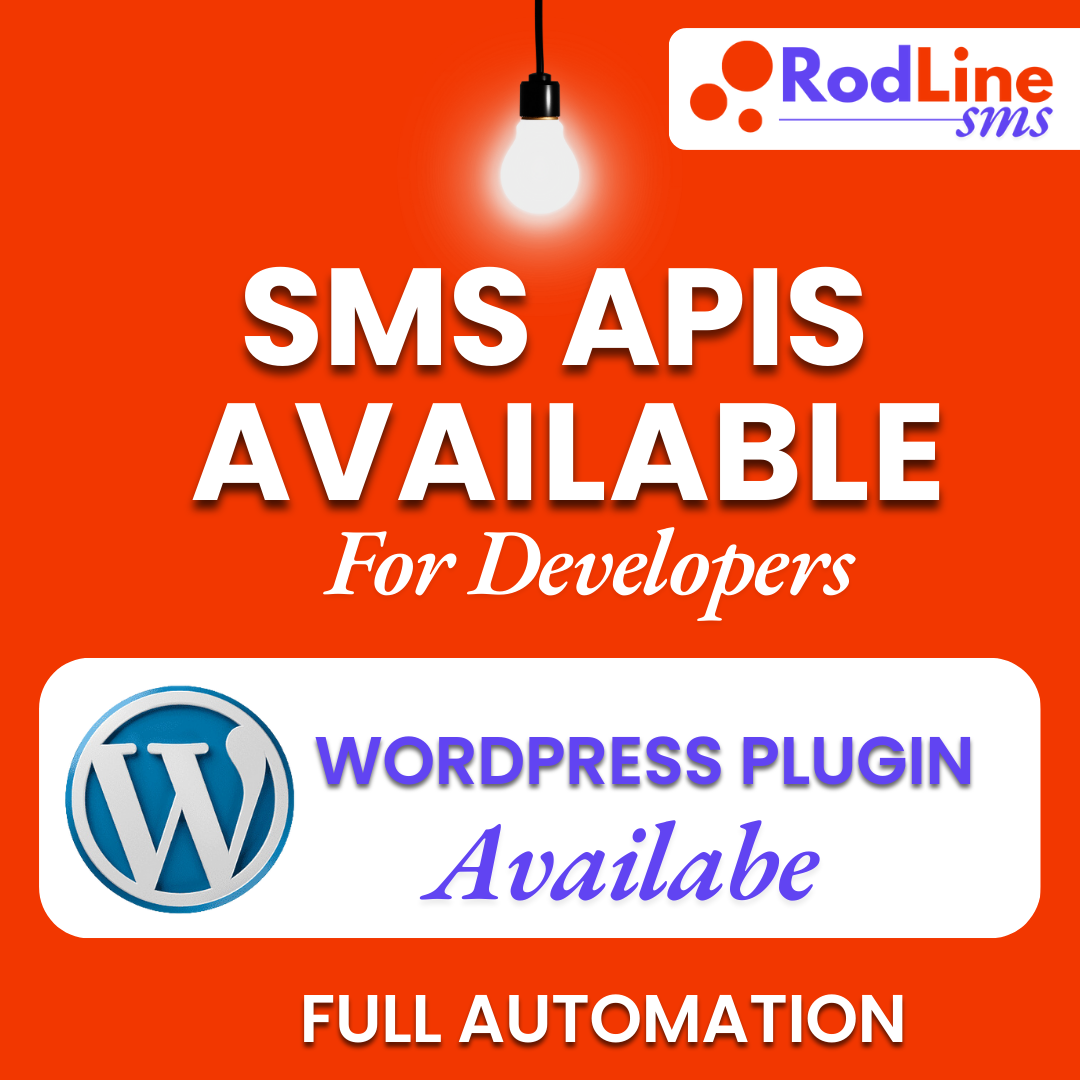 RodLine
sms
SMS APIS
AVAILABLE
For Developers
WORDPRESS PLUGIN
Availabe
FULL AUTOMATION